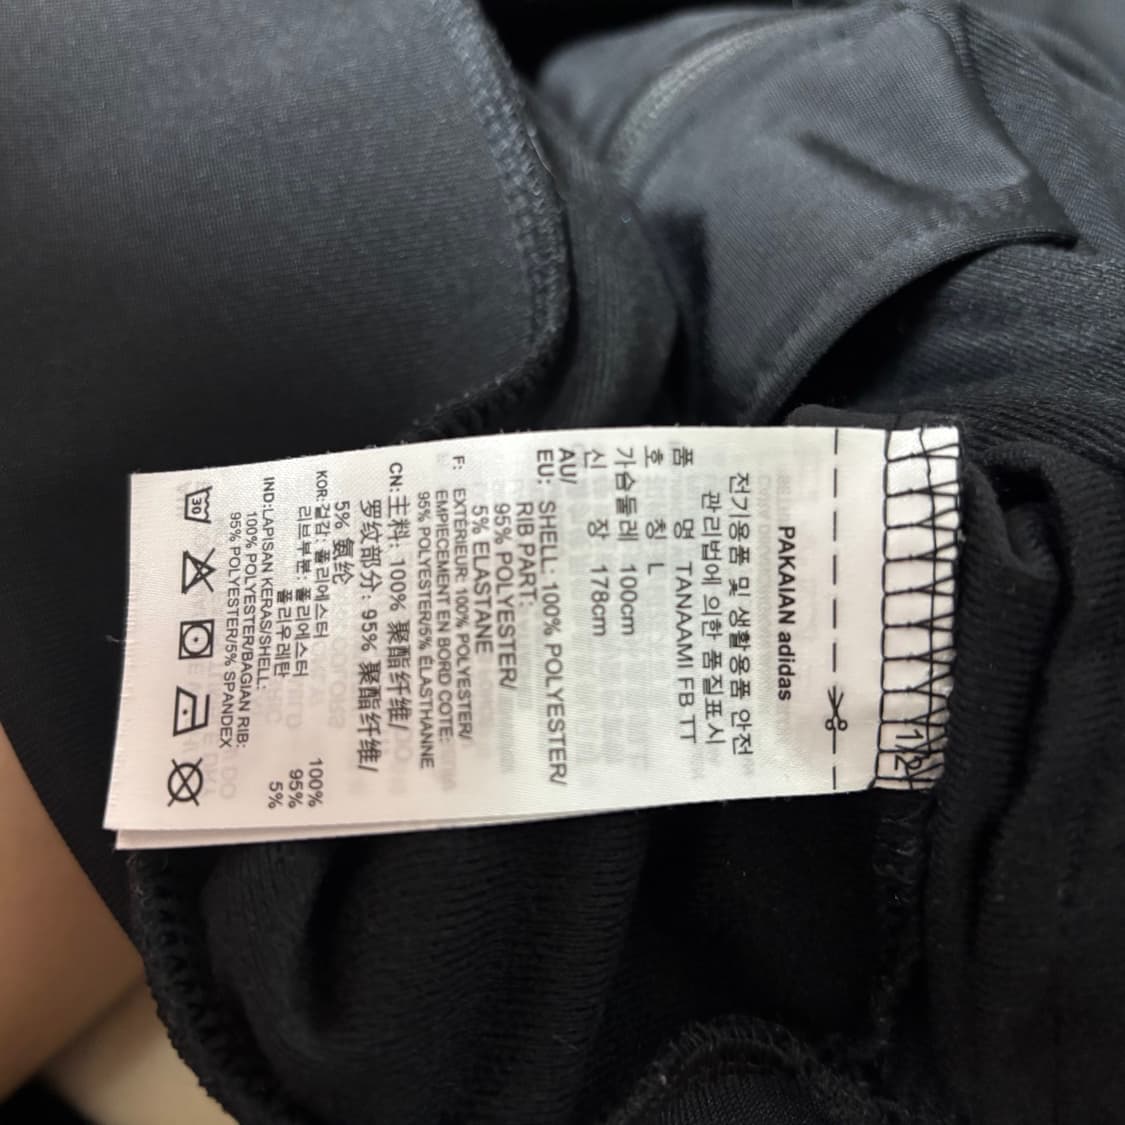 1/2
PAKAIAN adidas
전기용품 및 생활용품 안전
관리법에 의한 품질표시
품 명 TANAAMI FB TT
호 칭 L
가슴둘레 100cm
신 장 178cm
AU/
EU: SHELL: 100% POLYESTER/
RIB PART:
95% POLYESTER/
5% ELASTANE
F: EXTÉRIEUR: 100% POLYESTER/
EMPIECEMENT EN BORD COTE:
95% POLYESTER/5% ÉLASTHANNE
CN: 主料: 100% 聚酯纤维/
罗纹部分: 95% 聚酯纤维/
5% 氨纶
KOR: 겉감: 폴리에스터 100%
리브부분: 폴리에스터 95%
폴리우레탄 5%
IND:LAPISAN KERAS/SHELL:
100% POLYESTER/BAGIAN RIB:
95% POLYESTER/5% SPANDEX
30